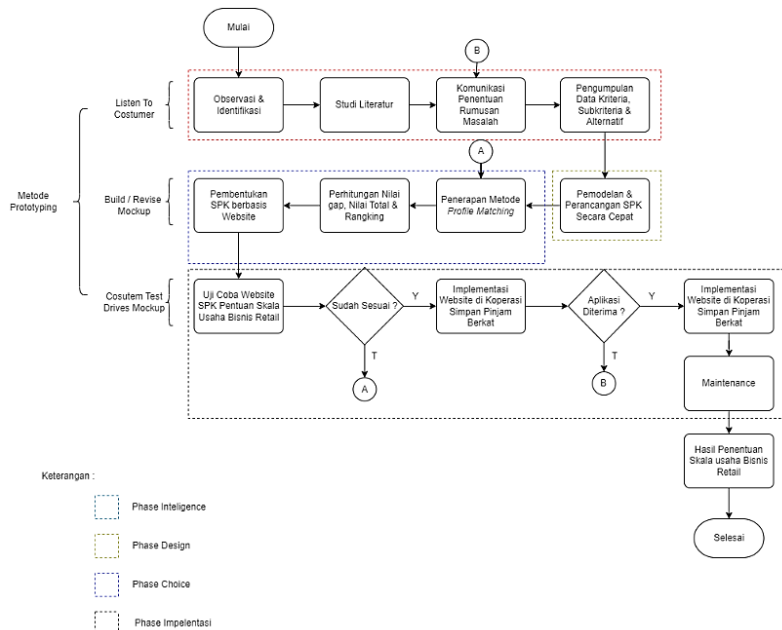 Mulai
B
Listen To
Costumer
Observasi &
Identifikasi
Studi Literatur
Komunikasi
Penentuan
Rumusan
Masalah
Pengumpulan
Data Kriteria,
Subkriteria &
Alternatif
A
Metode
Prototyping
Build / Revise
Mockup
Pembentukan
SPK berbasis
Website
Perhitungan Nilai
gap, Nilai Total &
Rangking
Penerapan Metode
Profile Matching
Pemodelan &
Perancangan SPK
Secara Cepat
Cosutem Test
Drives Mockup
Uji Coba Website
SPK Pentuan Skala
Usaha Bisnis Retail
Sudah Sesuai ?
Y
Implementasi
Website di Koperasi
Simpan Pinjam
Berkat
Aplikasi
Diterima ?
Y
Implementasi
Website di Koperasi
Simpan Pinjam
Berkat
T
T
A
B
Maintenance
Hasil Penentuan
Skala usaha Bisnis
Retail
Selesai
Keterangan :
Phase Inteligence
Phase Design
Phase Choice
Phase Impelentasi